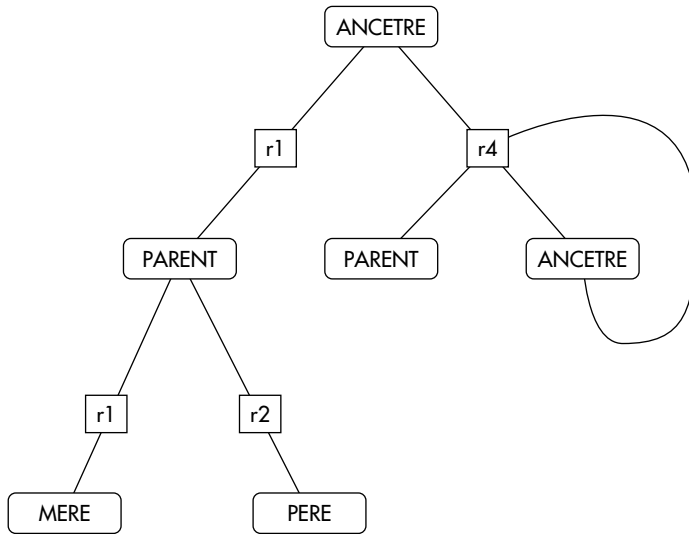 ANCETRE
r1
r4
PARENT
PARENT
ANCETRE
r1
r2
MERE
PERE